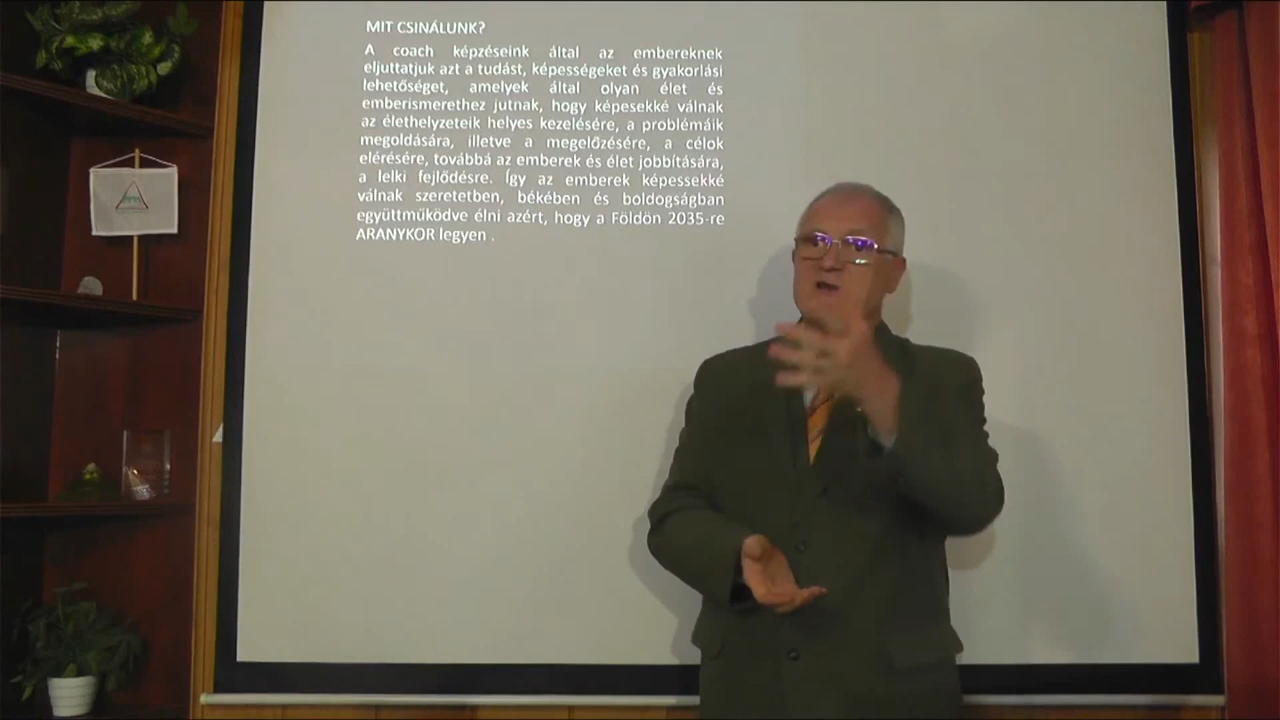 MIT CSINÁLUNK?
A coach képzéseink által az embereknek
eljuttatjuk azt a tudást, képességeket és gyakorlási
lehetőséget, amelyek által olyan élet és
emberismerethez jutnak, hogy képesekké válnak
az élethelyzeteik helyes kezelésére, a problémáik
megoldására, illetve a megelőzésére, a célok
elérésére, továbbá az emberek és élet jobbítására,
a lelki fejlődésre. Így az emberek képessekké
válnak szeretetben, békében és boldogságban
együttműködve élni azért, hogy a Földön 2035-re
ARANYKOR legyen .